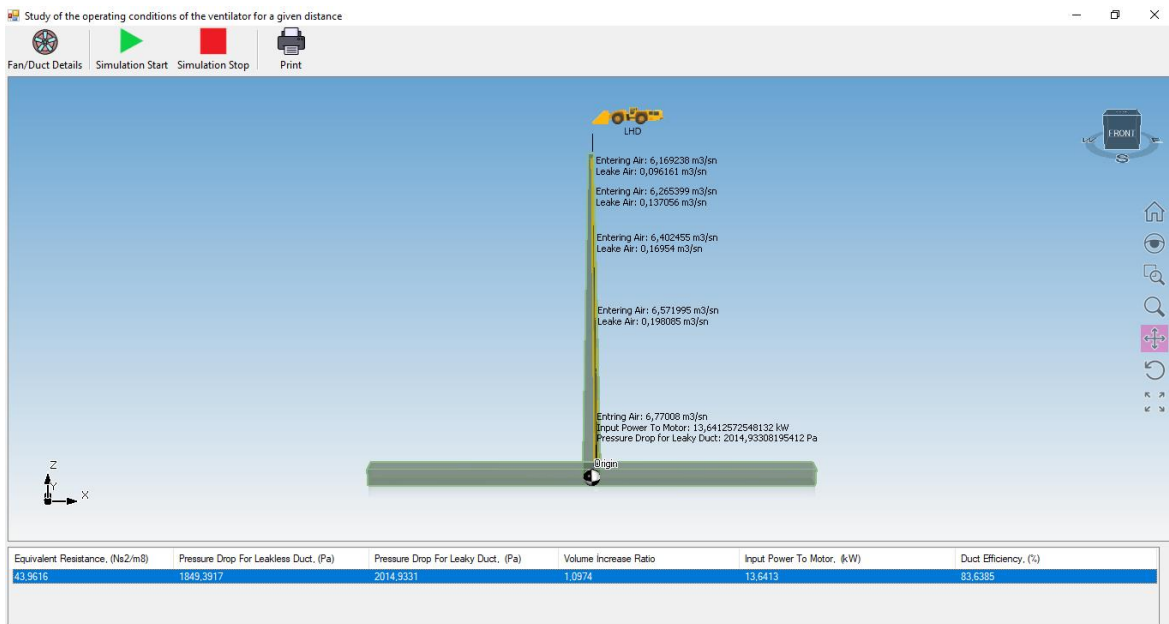 Study of the operating conditions of the ventilator for a given distance
Fan/Duct Details Simulation Start Simulation Stop Print
LHD
FRONT
S
Entering Air: 6,169238 m3/sn
Leake Air: 0,096161 m3/sn
Entering Air: 6,265399 m3/sn
Leake Air: 0,137056 m3/sn
Entering Air: 6,402455 m3/sn
Leake Air: 0,16954 m3/sn
Entering Air: 6,571995 m3/sn
Leake Air: 0,198085 m3/sn
Entring Air: 6,77008 m3/sn
Input Power To Motor: 13,6412572548132 kW
Pressure Drop for Leaky Duct: 2014,93308195412 Pa
Origin
Z
Y
X
Equivalent Resistance, (Ns2/m8) Pressure Drop For Leakless Duct, (Pa) Pressure Drop For Leaky Duct, (Pa) Volume Increase Ratio Input Power To Motor, (kW) Duct Efficiency, (%)
43,9616 1849,3917 2014,9331 1,0974 13,6413 83,6385